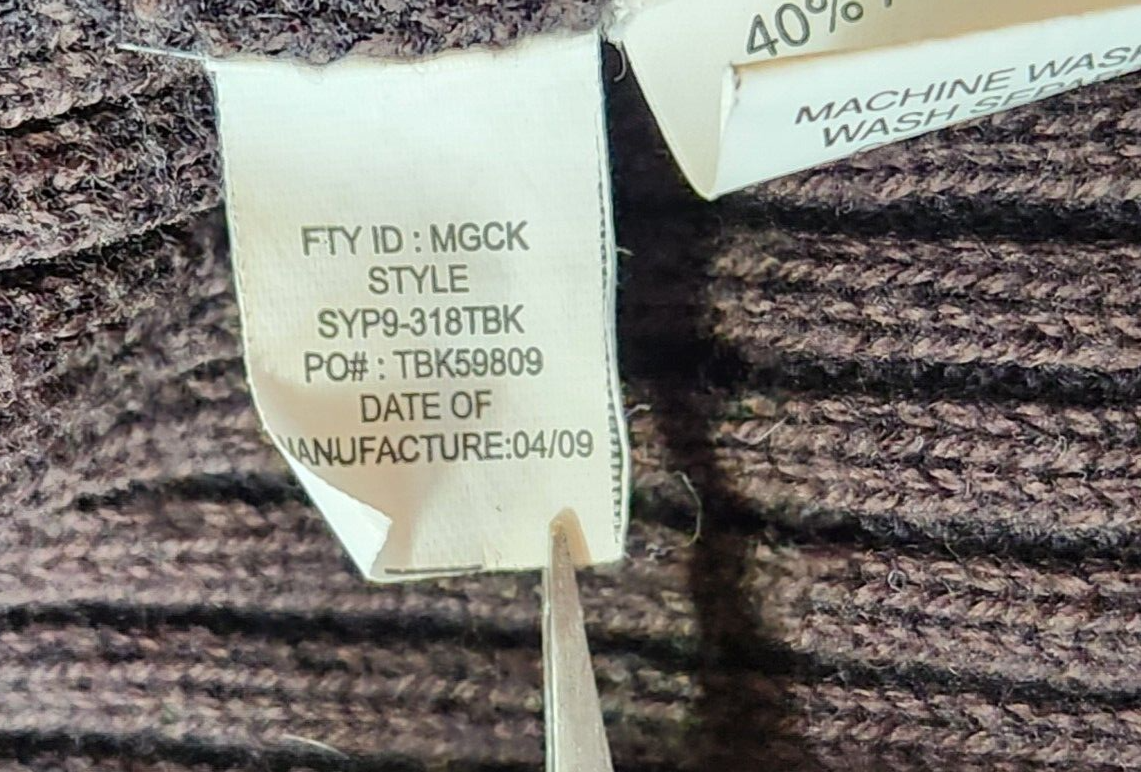 FTY ID : MGCK
STYLE
SYP9-318TBK
PO# : TBK59809
DATE OF
MANUFACTURE:04/09
40%
MACHINE WASH
WASH